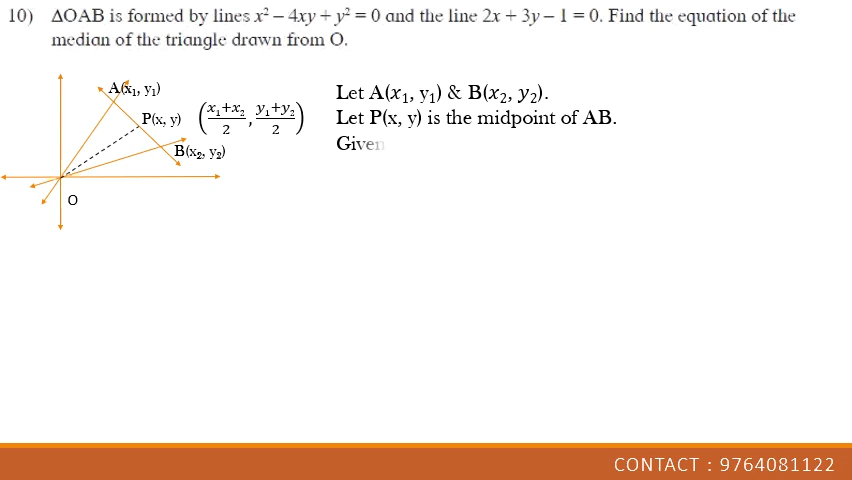 10) ΔOAB is formed by lines x² – 4xy + y² = 0 and the line 2x + 3y – 1 = 0. Find the equation of the
median of the triangle drawn from O.
A(x₁, y₁)
Let A(x₁, y₁) & B(x₂, y₂).
P(x, y) ((x₁+x₂)/2, (y₁+y₂)/2)
Let P(x, y) is the midpoint of AB.
B(x₂, y₂)
Given
O
CONTACT : 9764081122